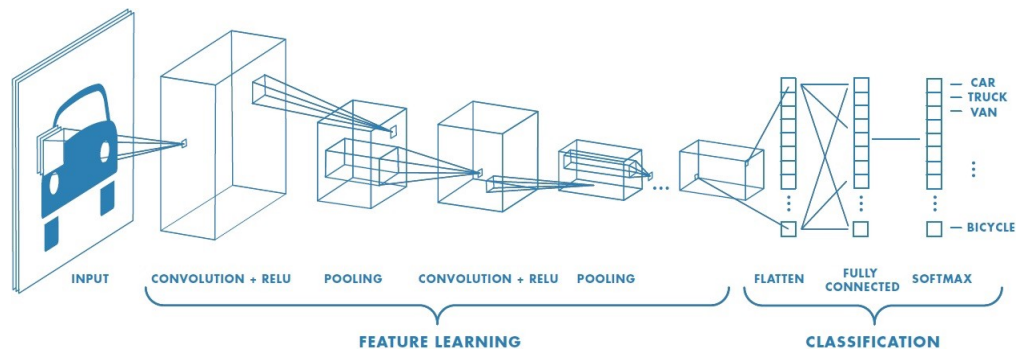 CAR
TRUCK
VAN
BICYCLE
INPUT
CONVOLUTION + RELU
POOLING
CONVOLUTION + RELU
POOLING
FLATTEN
FULLY
CONNECTED
SOFTMAX
FEATURE LEARNING
CLASSIFICATION